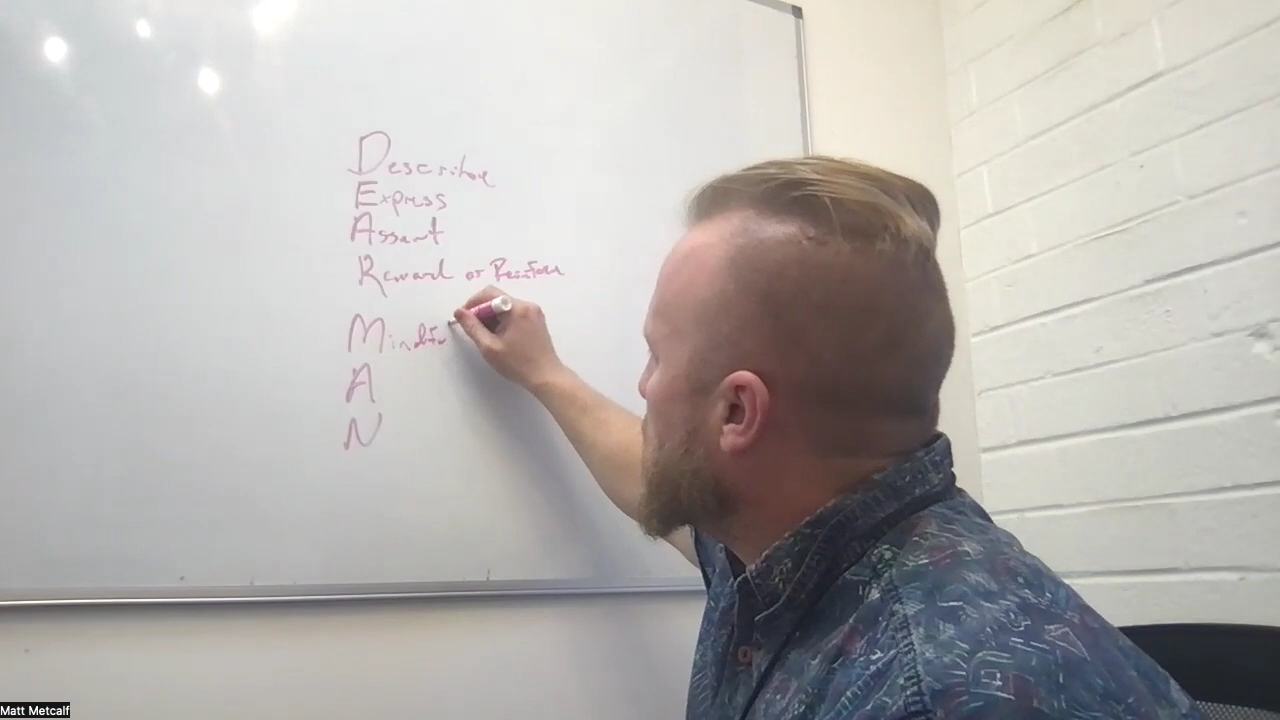 Describe
Express
Assert
Reward or Reinforce
Mindfu
A
N
Matt Metcalf